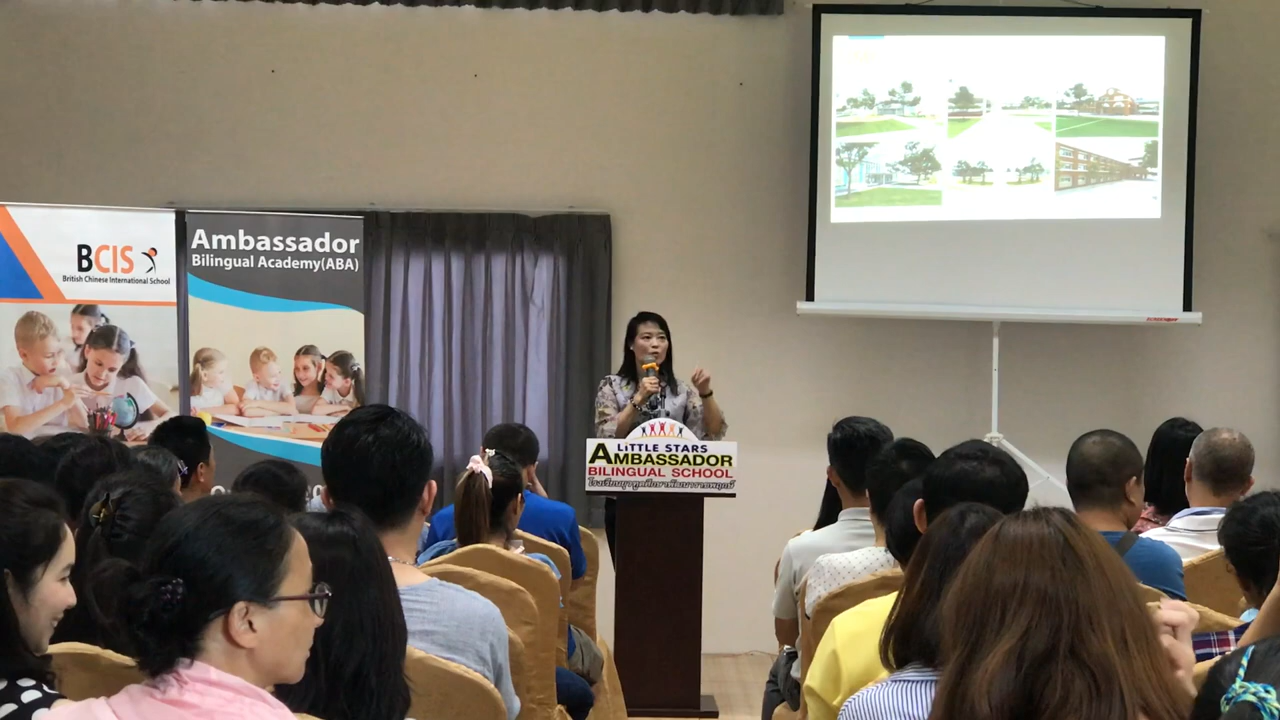 BCIS
British Chinese International School
Ambassador
Bilingual Academy(ABA)
LiTTLE STARS
AMBASSADOR
BILINGUAL SCHOOL